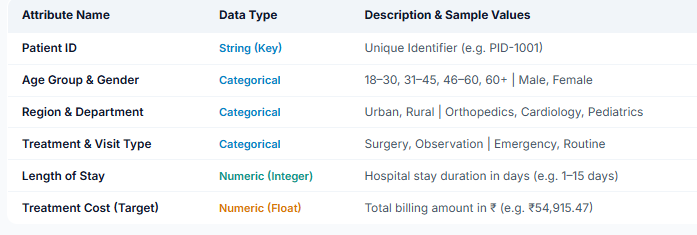 Attribute Name Data Type Description & Sample Values
Patient ID String (Key) Unique Identifier (e.g. PID-1001)
Age Group & Gender Categorical 18–30, 31–45, 46–60, 60+ | Male, Female
Region & Department Categorical Urban, Rural | Orthopedics, Cardiology, Pediatrics
Treatment & Visit Type Categorical Surgery, Observation | Emergency, Routine
Length of Stay Numeric (Integer) Hospital stay duration in days (e.g. 1–15 days)
Treatment Cost (Target) Numeric (Float) Total billing amount in ₹ (e.g. ₹54,915.47)